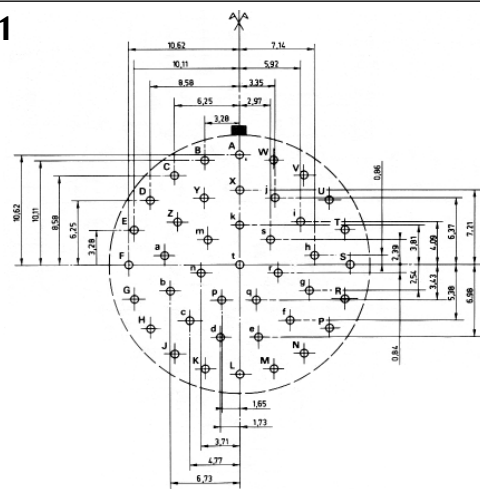 1
10,62 7,14
10,11 5,92
8,58 3,35
6,25 2,97
3,28
A
B W
C V
X
D Y j U
E Z k i T
m s
F a t h S
n r
G b p q g R
H c d e f P
J K L M N
10,62
10,11
8,58
6,25
3,28
0,86
2,39
3,81
4,09
6,37
7,21
2,54
3,43
5,38
6,98
0,84
1,65
1,73
3,71
4,77
6,73